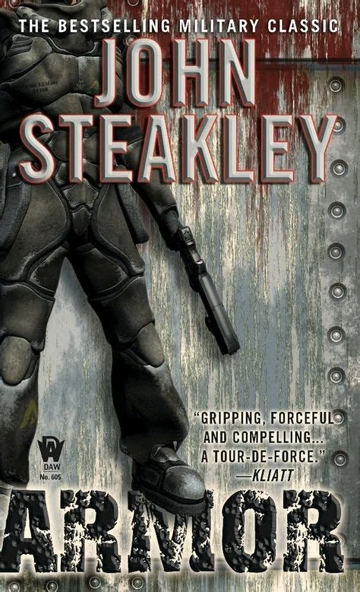 THE BESTSELLING MILITARY CLASSIC
JOHN
STEAKLEY
“GRIPPING, FORCEFUL
AND COMPELLING...
A TOUR-DE-FORCE.”
—KLIATT
DAW
No. 605
ARMOR